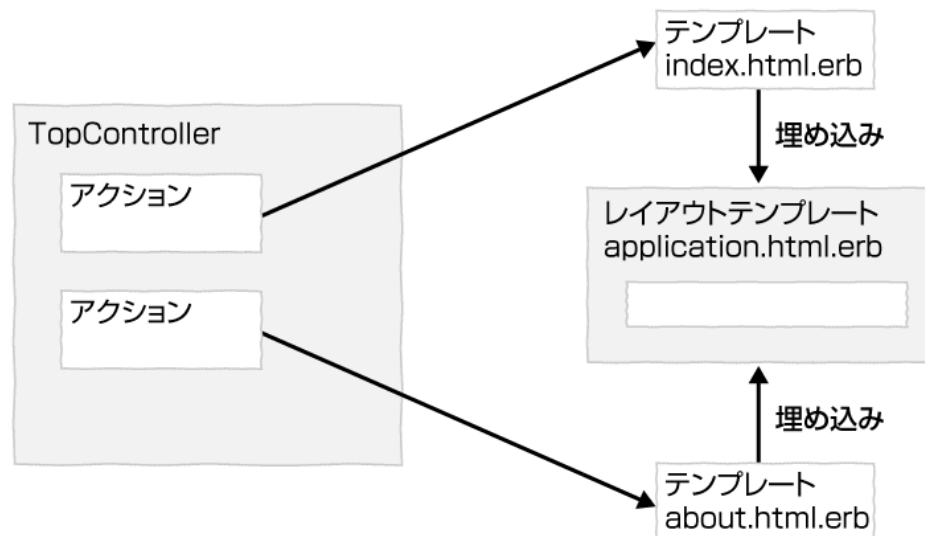 テンプレート
index.html.erb
TopController
埋め込み
アクション
レイアウトテンプレート
application.html.erb
アクション
埋め込み
テンプレート
about.html.erb